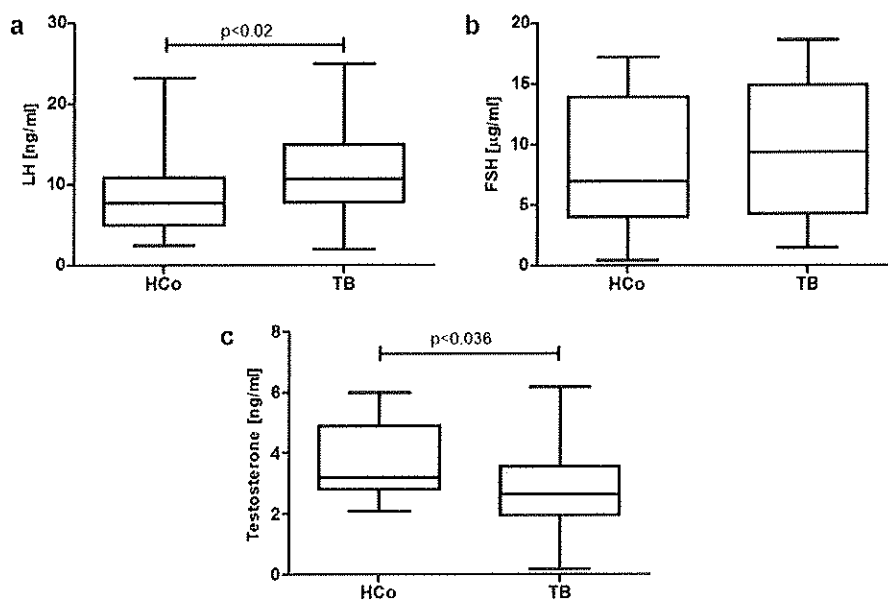 a
p<0.02
30
20
10
0
LH [ng/ml]
HCo TB
b
20
15
10
5
0
FSH [µg/ml]
HCo TB
c
p<0.036
8
6
4
2
0
Testosterone [ng/ml]
HCo TB